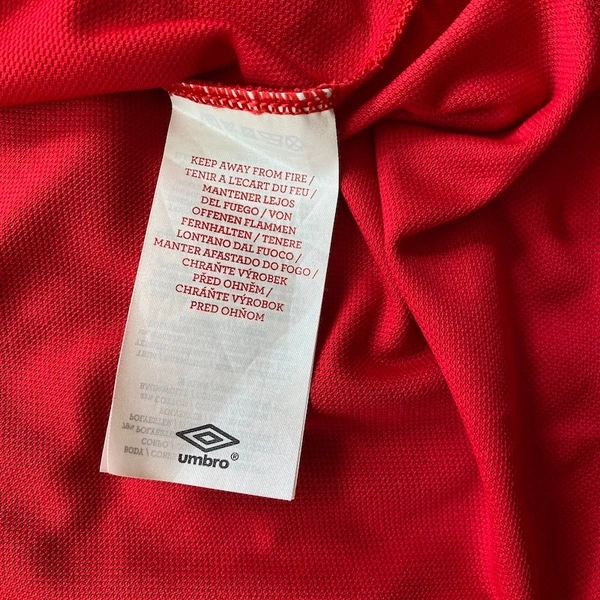 KEEP AWAY FROM FIRE /
TENIR A L'ECART DU FEU /
MANTENER LEJOS
DEL FUEGO / VON
OFFENEN FLAMMEN
FERNHALTEN / TENERE
LONTANO DAL FUOCO /
MANTER AFASTADO DO FOGO /
CHRAŇTE VÝROBEK
PŘED OHNĚM /
CHRÁŇTE VÝROBOK
PRED OHŇOM
umbro®